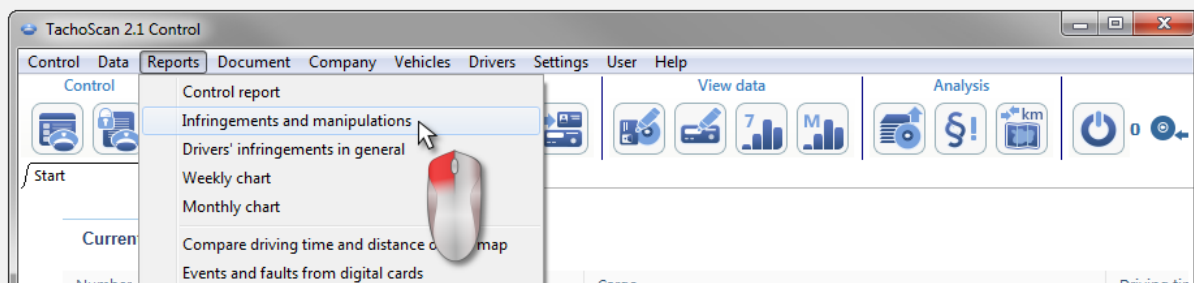 TachoScan 2.1 Control
Control Data Reports Document Company Vehicles Drivers Settings User Help
Control View data Analysis
Control report
Infringements and manipulations
Drivers' infringements in general
Weekly chart
Monthly chart
Compare driving time and distance map
Events and faults from digital cards
7 M §! km 0
Start
Curren